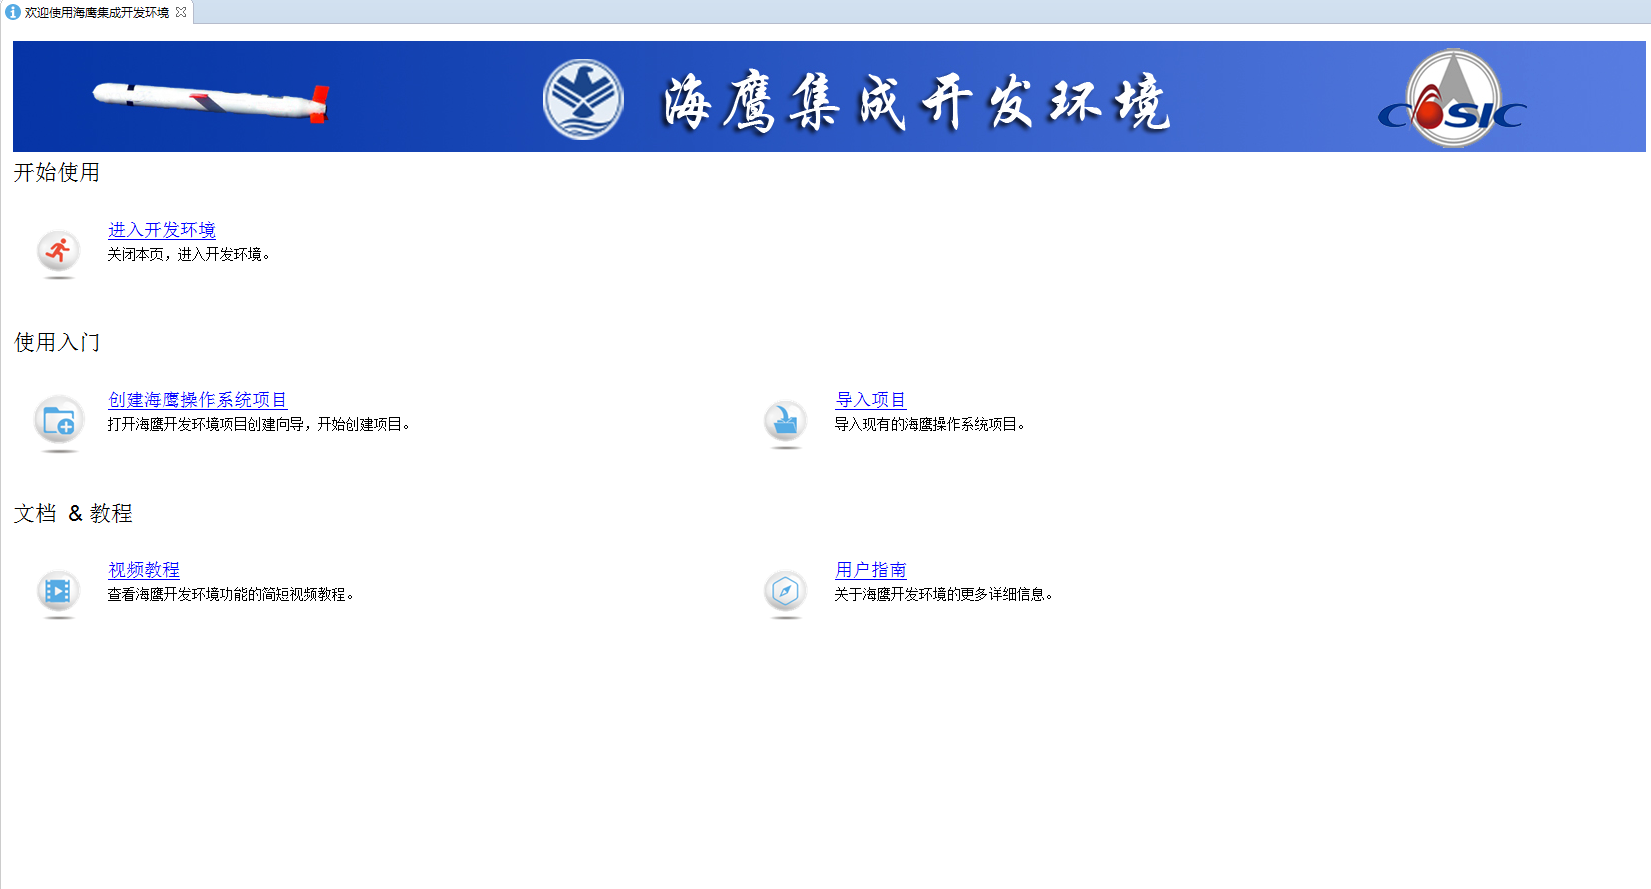 欢迎使用海鹰集成开发环境
海鹰集成开发环境
COSIC
开始使用
进入开发环境
关闭本页，进入开发环境。
使用入门
创建海鹰操作系统项目
打开海鹰开发环境项目创建向导，开始创建项目。
导入项目
导入现有的海鹰操作系统项目。
文档 & 教程
视频教程
查看海鹰开发环境功能的简短视频教程。
用户指南
关于海鹰开发环境的更多详细信息。